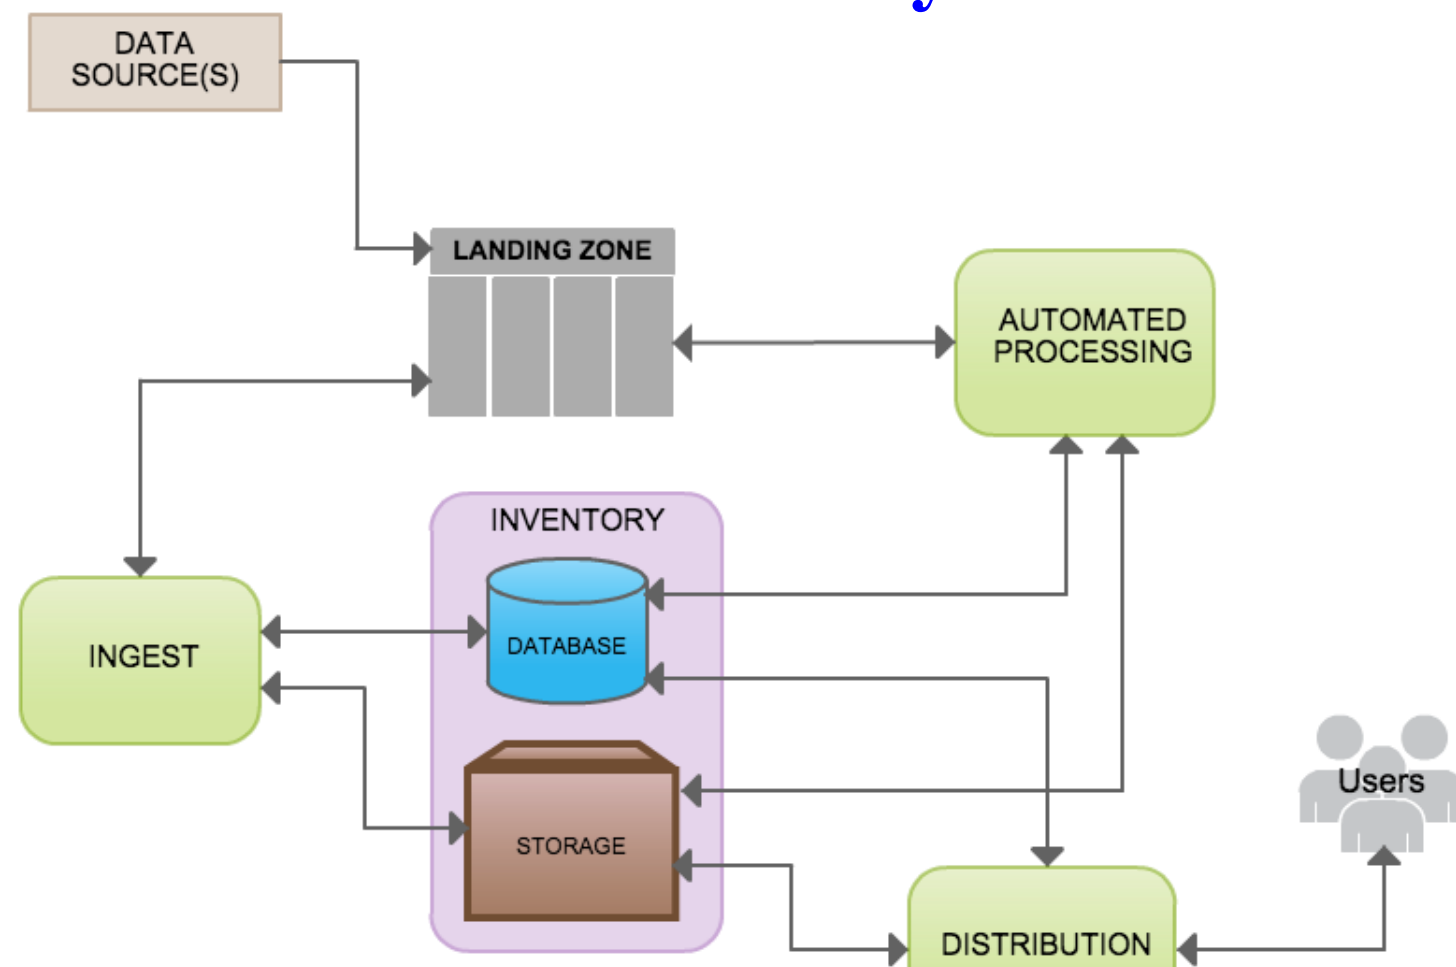 DATA
SOURCE(S)
LANDING ZONE
AUTOMATED
PROCESSING
INVENTORY
DATABASE
INGEST
STORAGE
Users
DISTRIBUTION